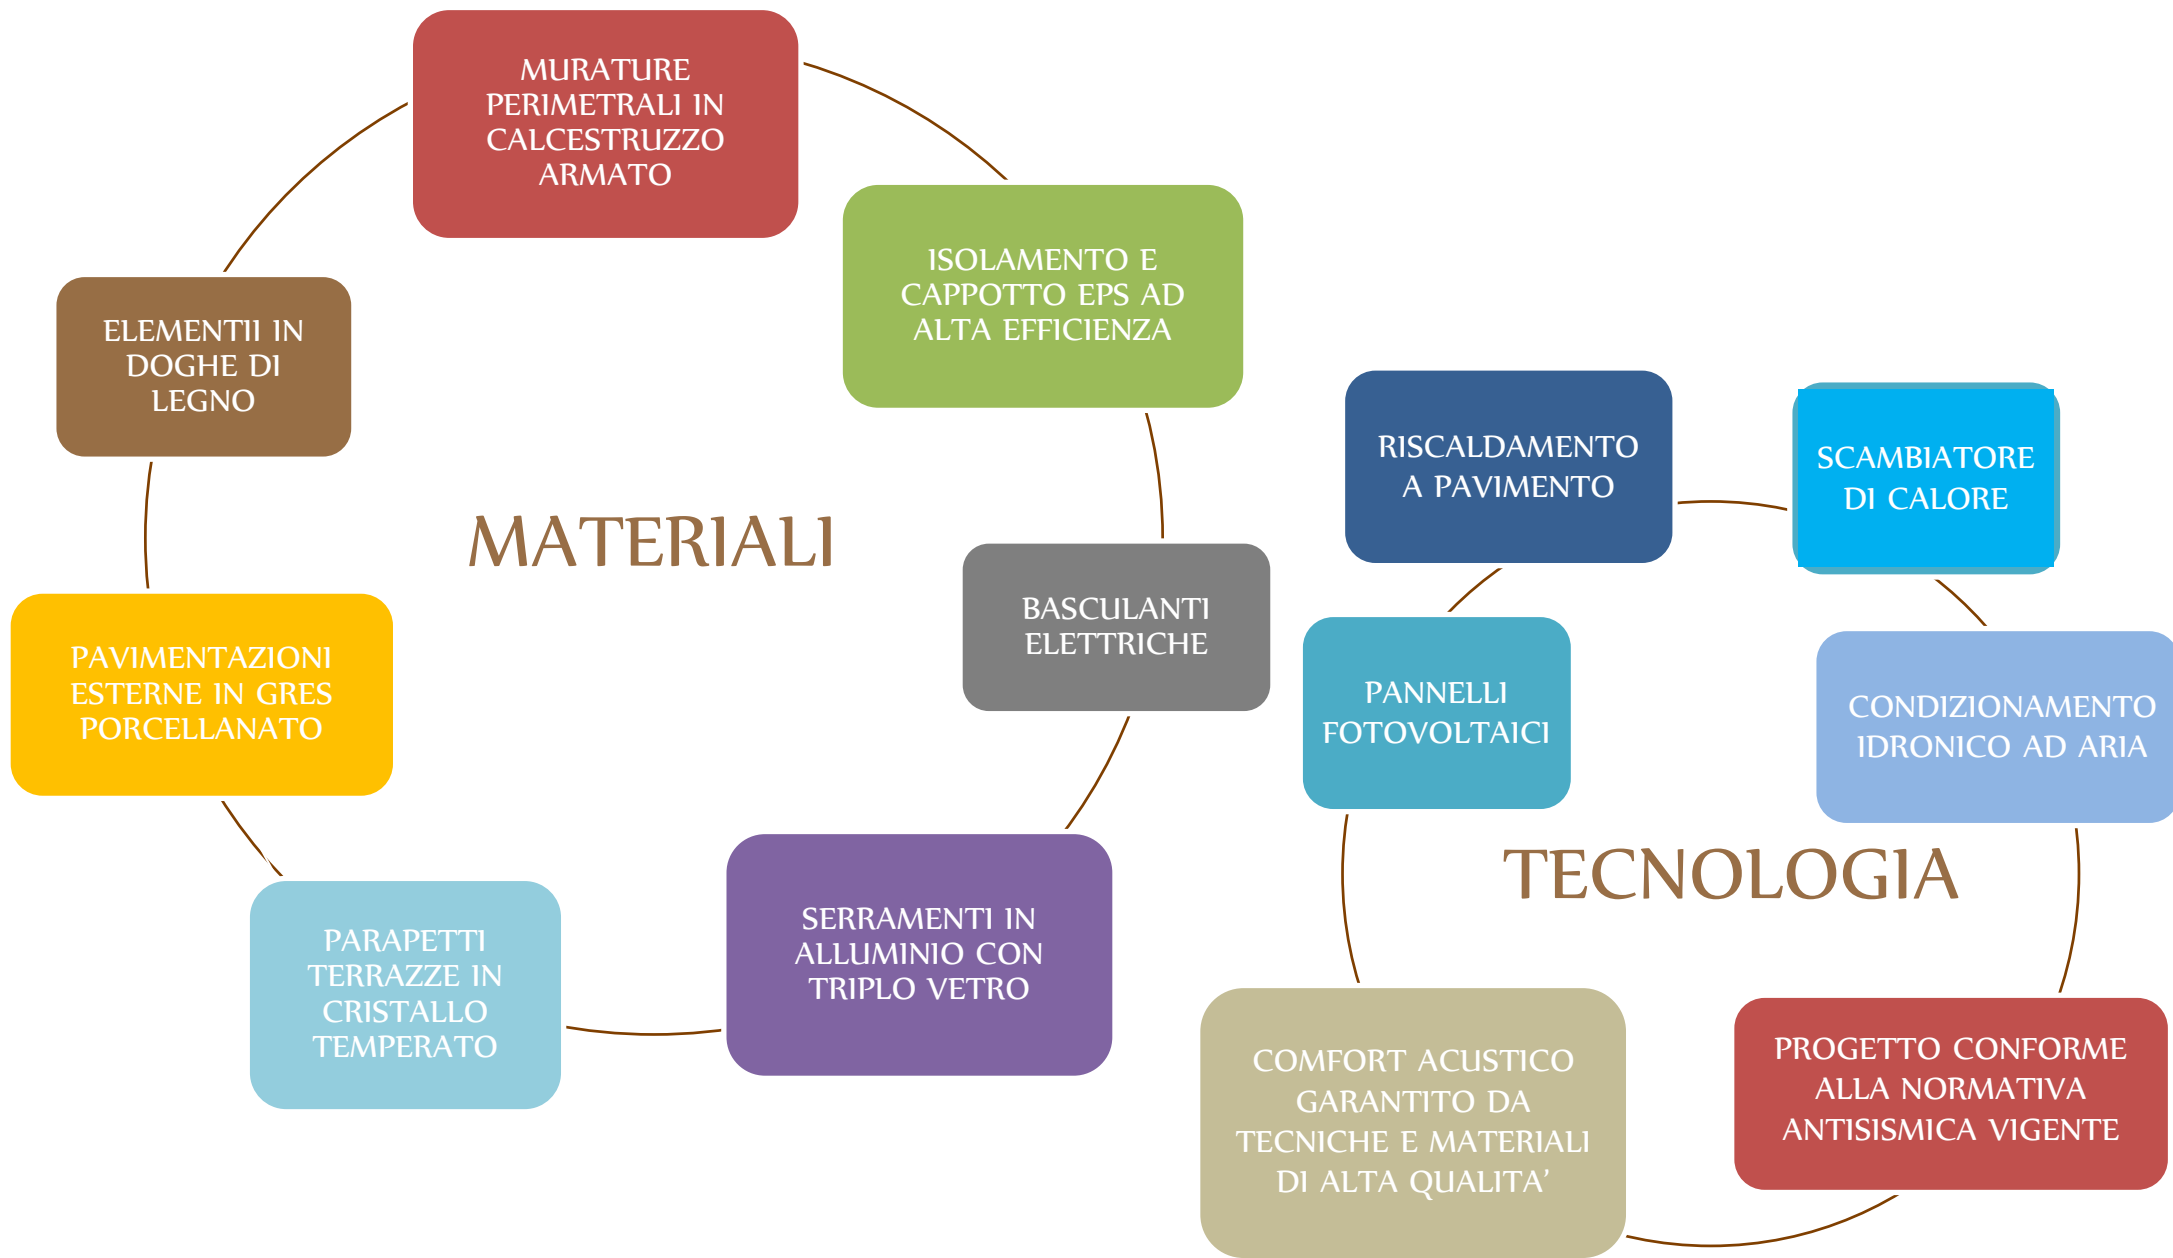 MURATURE
PERIMETRALI IN
CALCESTRUZZO
ARMATO
ISOLAMENTO E
CAPPOTTO EPS AD
ALTA EFFICIENZA
BASCULANTI
ELETTRICHE
SERRAMENTI IN
ALLUMINIO CON
TRIPLO VETRO
PARAPETTI
TERRAZZE IN
CRISTALLO
TEMPERATO
PAVIMENTAZIONI
ESTERNE IN GRES
PORCELLANATO
ELEMENTII IN
DOGHE DI
LEGNO
MATERIALI
RISCALDAMENTO
A PAVIMENTO
SCAMBIATORE
DI CALORE
CONDIZIONAMENTO
IDRONICO AD ARIA
PROGETTO CONFORME
ALLA NORMATIVA
ANTISISMICA VIGENTE
COMFORT ACUSTICO
GARANTITO DA
TECNICHE E MATERIALI
DI ALTA QUALITA’
PANNELLI
FOTOVOLTAICI
TECNOLOGIA